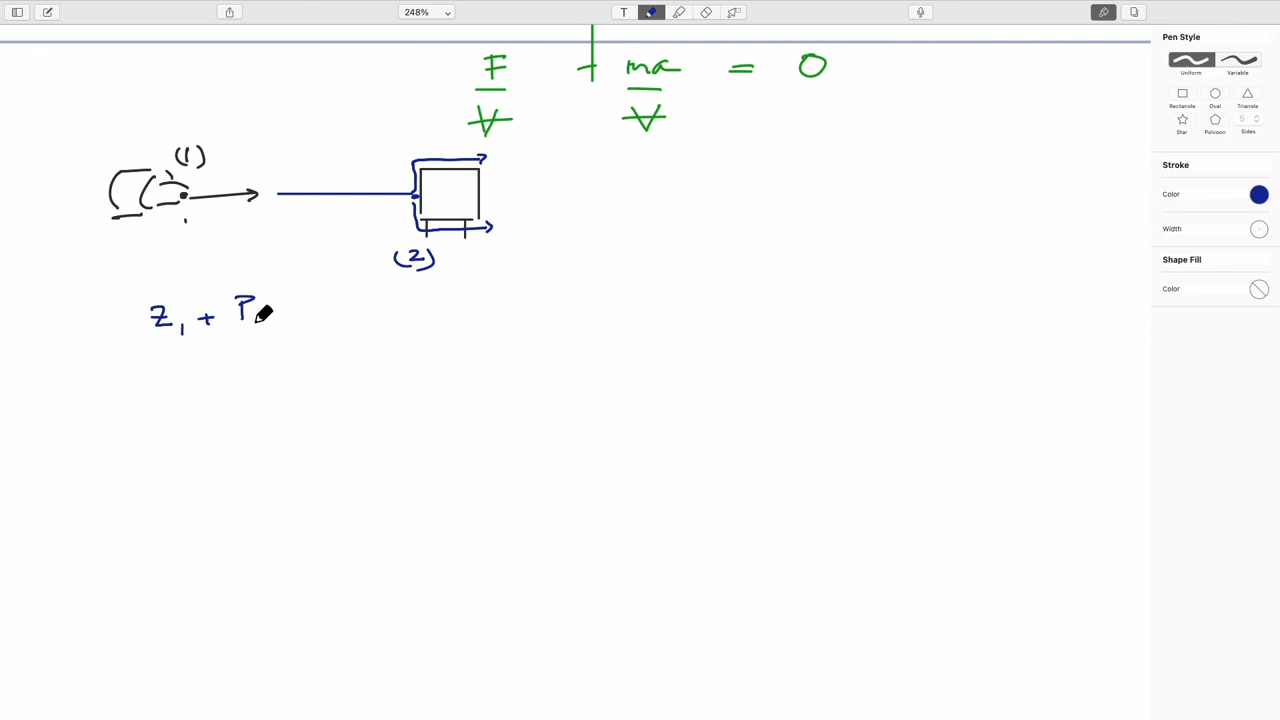 248%
T
Pen Style
Uniform Variable
Rectangle Oval Triangle
Star Polygon 5 Sides
Stroke
Color
Width
Shape Fill
Color
F + ma = 0
V V
(1)
(2)
z₁ + P